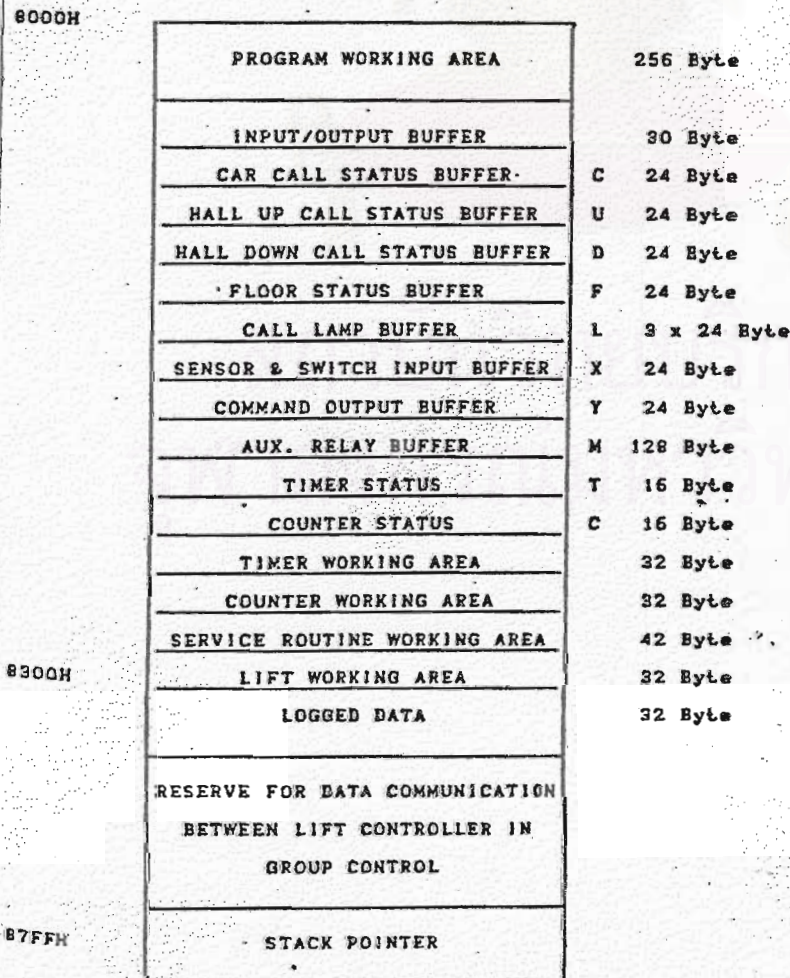 8000H
PROGRAM WORKING AREA 256 Byte
INPUT/OUTPUT BUFFER 30 Byte
CAR CALL STATUS BUFFER C 24 Byte
HALL UP CALL STATUS BUFFER U 24 Byte
HALL DOWN CALL STATUS BUFFER D 24 Byte
FLOOR STATUS BUFFER F 24 Byte
CALL LAMP BUFFER L 3 x 24 Byte
SENSOR & SWITCH INPUT BUFFER X 24 Byte
COMMAND OUTPUT BUFFER Y 24 Byte
AUX. RELAY BUFFER M 128 Byte
TIMER STATUS T 16 Byte
COUNTER STATUS C 16 Byte
TIMER WORKING AREA 32 Byte
COUNTER WORKING AREA 32 Byte
SERVICE ROUTINE WORKING AREA 42 Byte
8300H LIFT WORKING AREA 32 Byte
LOGGED DATA 32 Byte
RESERVE FOR DATA COMMUNICATION
BETWEEN LIFT CONTROLLER IN
GROUP CONTROL
87FFH STACK POINTER